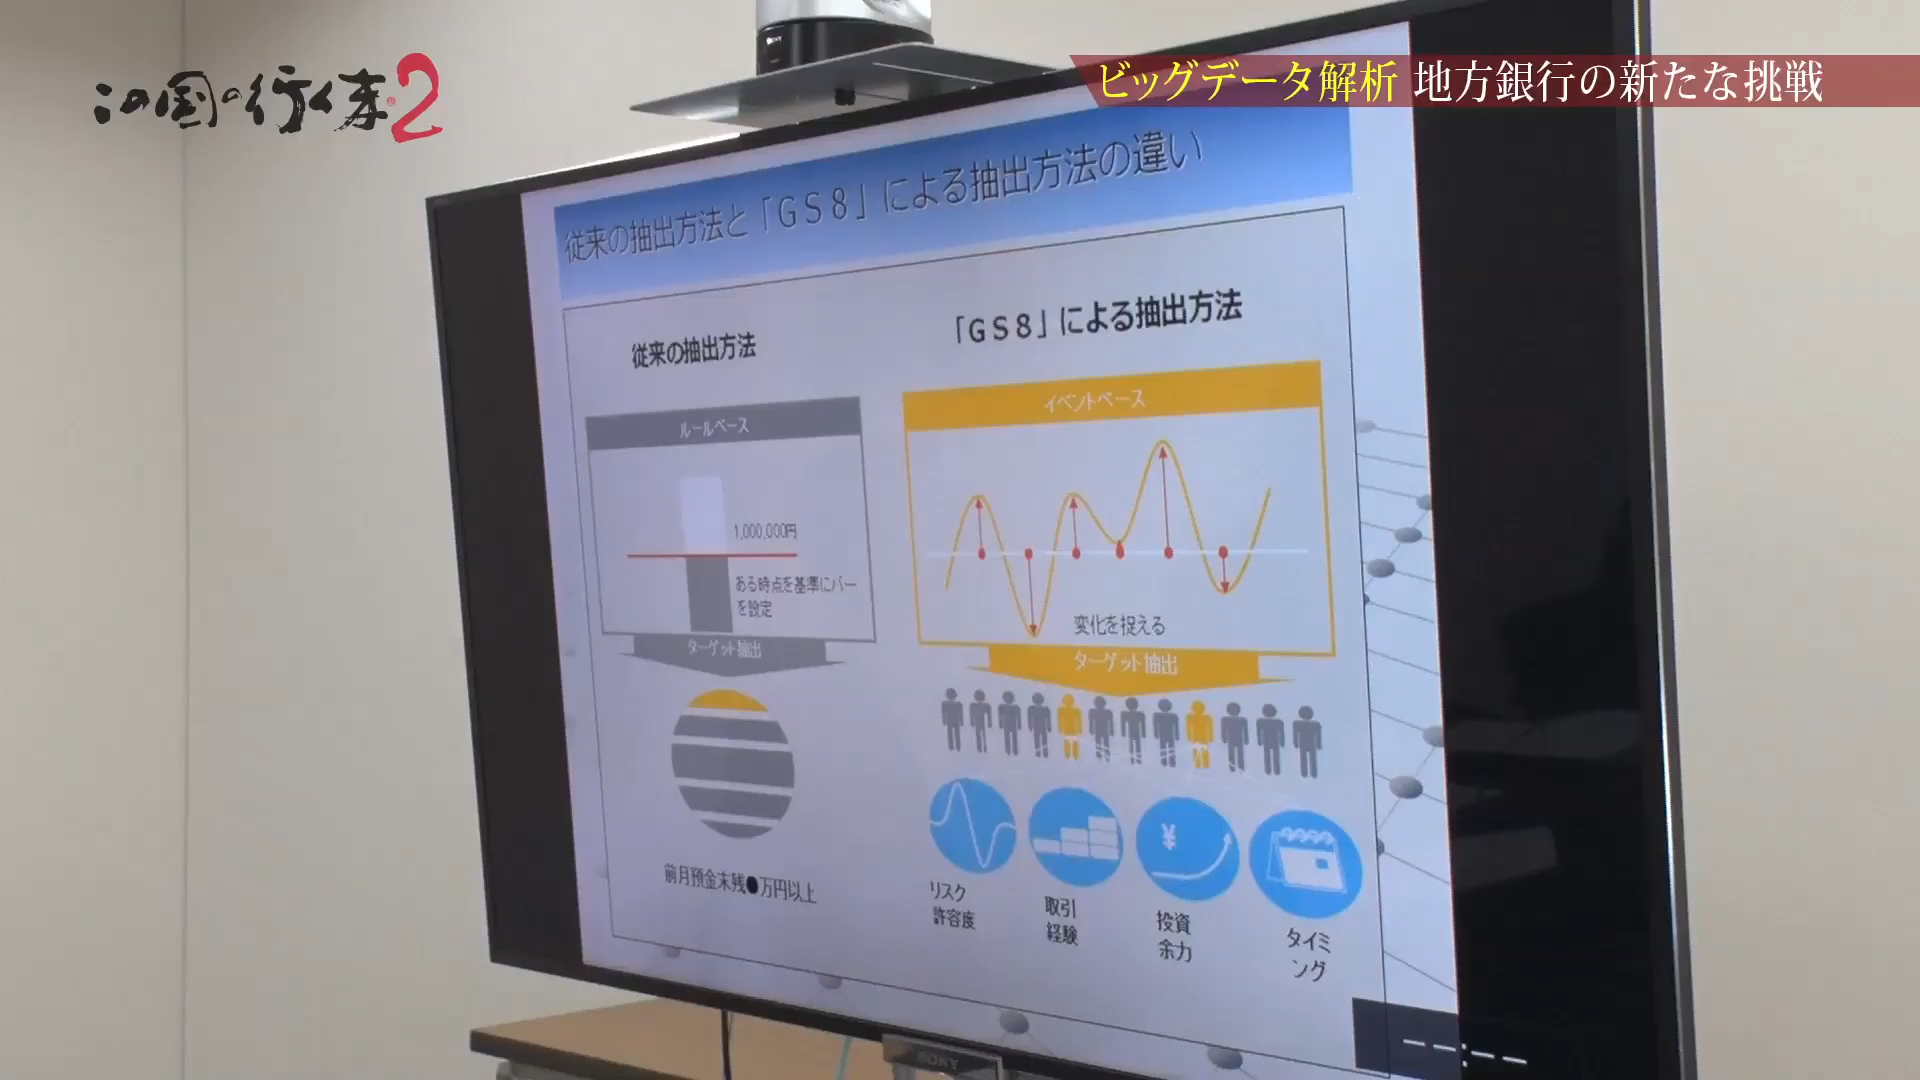 この国の行く末2
ビッグデータ解析 地方銀行の新たな挑戦
SONY
従来の抽出方法と「GS8」による抽出方法の違い
従来の抽出方法
ルールベース
1,000,000円
ある時点を基準にバー
を設定
ターゲット抽出
前月預金末残●万円以上
「GS8」による抽出方法
イベントベース
変化を捉える
ターゲット抽出
¥
リスク
許容度
取引
経験
投資
余力
タイミ
ング
SONY
--:--